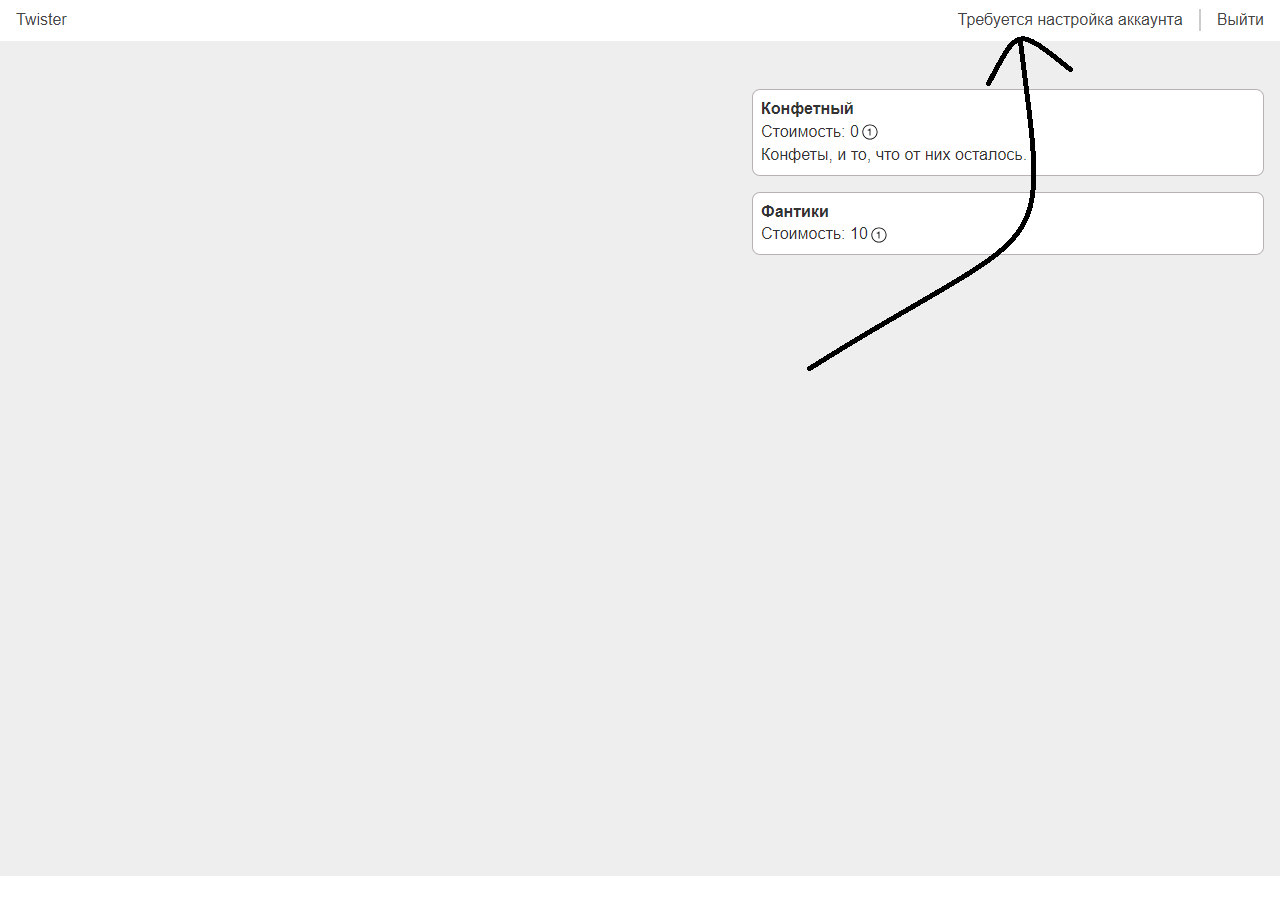 Twister
Требуется настройка аккаунта
Выйти
Конфетный
Стоимость: 0 1
Конфеты, и то, что от них осталось.
Фантики
Стоимость: 10 1